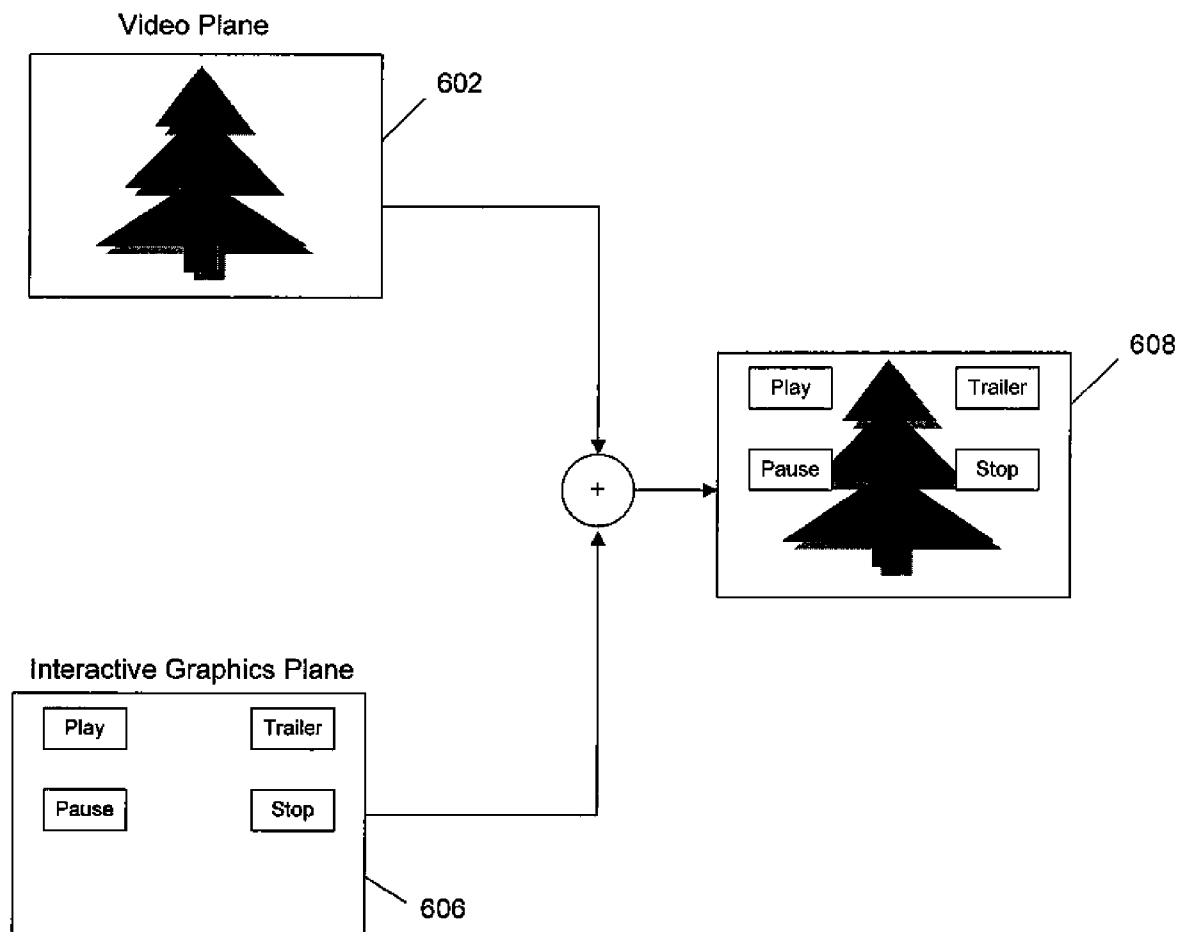 Video Plane
602
608
Play
Trailer
Pause
Stop
+
Interactive Graphics Plane
Play
Trailer
Pause
Stop
606